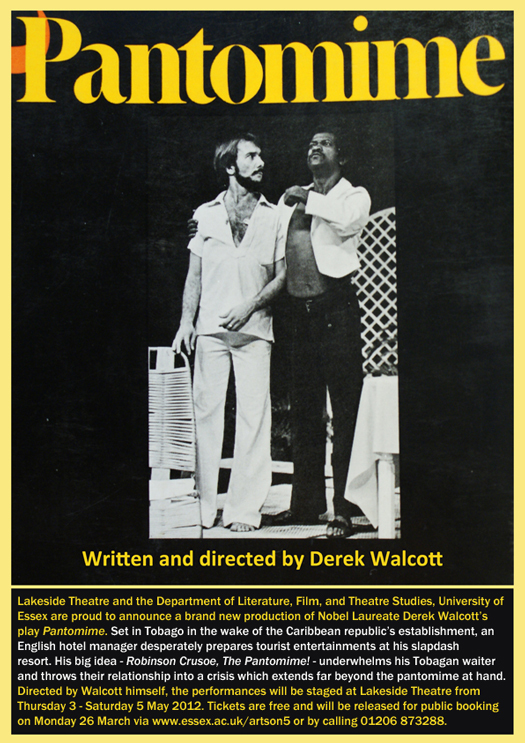 Pantomime
Written and directed by Derek Walcott
Lakeside Theatre and the Department of Literature, Film, and Theatre Studies, University of
Essex are proud to announce a brand new production of Nobel Laureate Derek Walcott's
play Pantomime. Set in Tobago in the wake of the Caribbean republic's establishment, an
English hotel manager desperately prepares tourist entertainments at his slapdash
resort. His big idea - Robinson Crusoe, The Pantomime! - underwhelms his Tobagan waiter
and throws their relationship into a crisis which extends far beyond the pantomime at hand.
Directed by Walcott himself, the performances will be staged at Lakeside Theatre from
Thursday 3 - Saturday 5 May 2012. Tickets are free and will be released for public booking
on Monday 26 March via www.essex.ac.uk/artson5 or by calling 01206 873288.